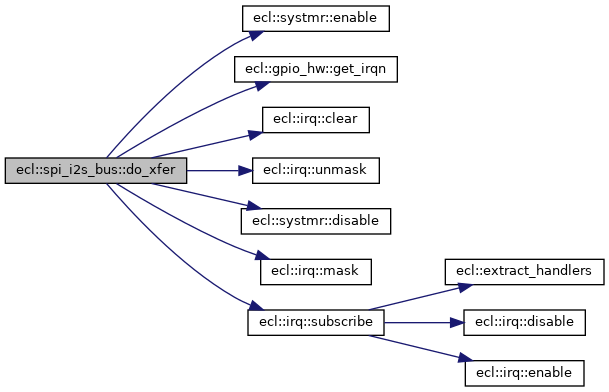 ecl::systmr::enable
ecl::gpio_hw::get_irqn
ecl::irq::clear
ecl::spi_i2s_bus::do_xfer
ecl::irq::unmask
ecl::systmr::disable
ecl::irq::mask
ecl::extract_handlers
ecl::irq::subscribe
ecl::irq::disable
ecl::irq::enable